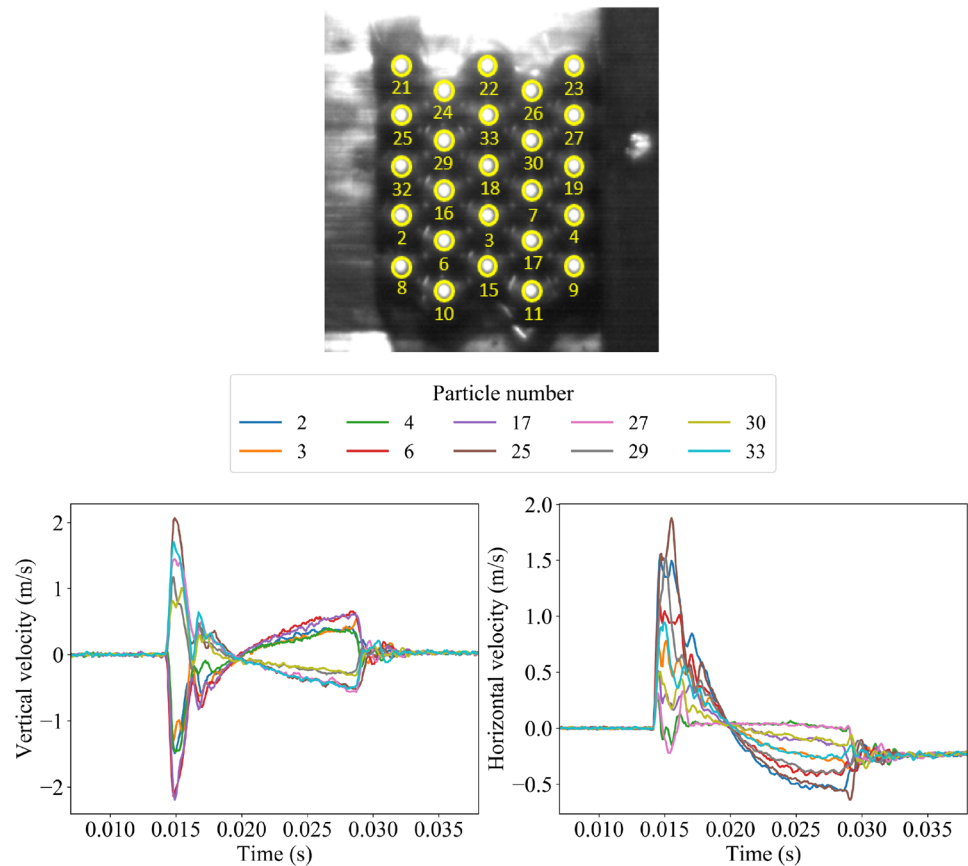 21 22 23
24 26
25 33 27
29 30
32 18 19
16 7
2 3 4
6 17
8 15 9
10 11
Particle number
2 4 17 27 30
3 6 25 29 33
2
1
0
−1
−2
Vertical velocity (m/s)
0.010 0.015 0.020 0.025 0.030 0.035
Time (s)
2.0
1.5
1.0
0.5
0.0
−0.5
Horizontal velocity (m/s)
0.010 0.015 0.020 0.025 0.030 0.035
Time (s)